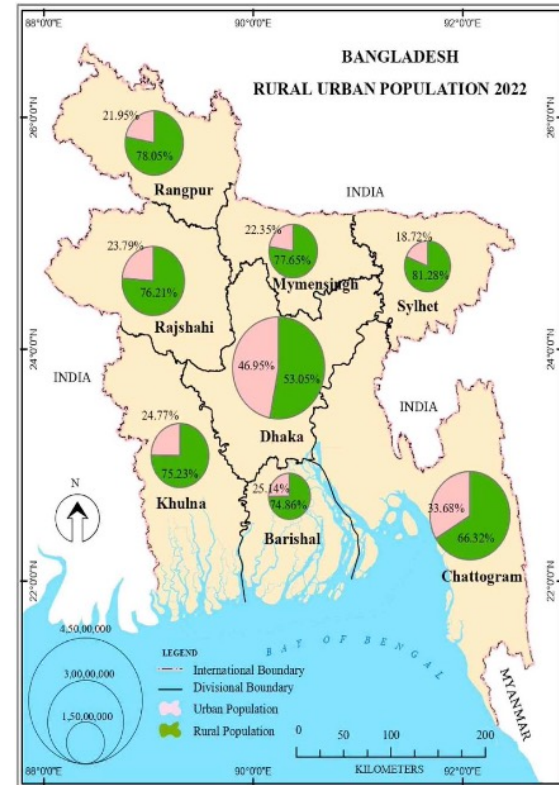 88°0'0"E
90°0'0"E
92°0'0"E
BANGLADESH
RURAL URBAN POPULATION 2022
26°0'0"N
26°0'0"N
21.95%
78.05%
Rangpur
INDIA
22.35%
77.65%
Mymensingh
18.72%
81.28%
Sylhet
23.79%
76.21%
Rajshahi
24°0'0"N
24°0'0"N
46.95%
53.05%
Dhaka
INDIA
INDIA
24.77%
75.23%
Khulna
25.14%
74.86%
Barishal
33.68%
66.32%
Chattogram
N
22°0'0"N
22°0'0"N
BAY OF BENGAL
MYANMAR
4,50,00,000
3,00,00,000
1,50,00,000
LEGEND
International Boundary
Divisional Boundary
Urban Population
Rural Population
0 50 100 200
KILOMETERS
88°0'0"E
90°0'0"E
92°0'0"E